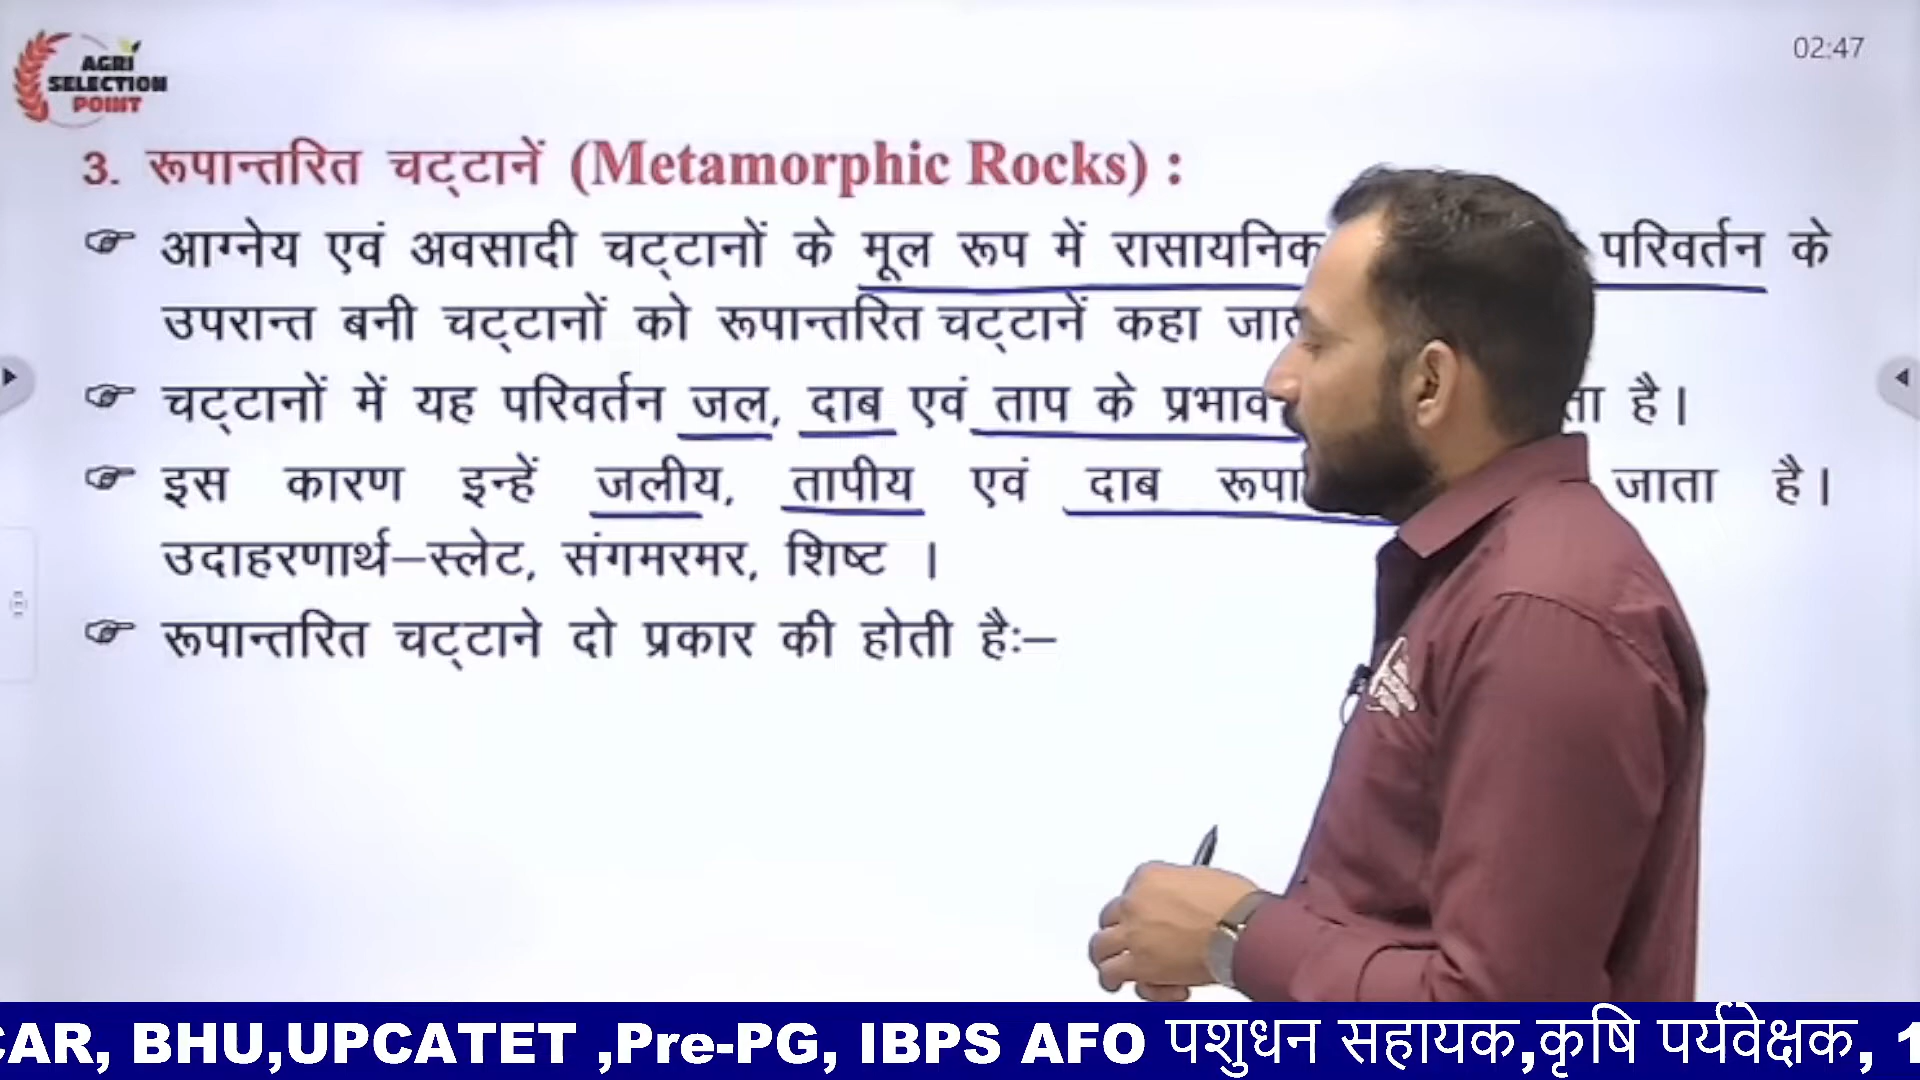 AGRI
SELECTION
POINT
02:47
3. रूपान्तरित चट्टानें (Metamorphic Rocks) :
आग्नेय एवं अवसादी चट्टानों के मूल रूप में रासायनिक परिवर्तन के
उपरान्त बनी चट्टानों को रूपान्तरित चट्टानें कहा
चट्टानों में यह परिवर्तन जल, दाब एवं ताप के प्रभाव है।
इस कारण इन्हें जलीय, तापीय एवं दाब जाता है।
उदाहरणार्थ–स्लेट, संगमरमर, शिष्ट ।
रूपान्तरित चट्टाने दो प्रकार की होती हैः–
CAR, BHU,UPCATET ,Pre-PG, IBPS AFO पशुधन सहायक,कृषि पर्यवेक्षक, 1